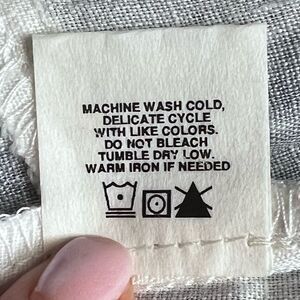 MACHINE WASH COLD,
DELICATE CYCLE
WITH LIKE COLORS.
DO NOT BLEACH
TUMBLE DRY LOW.
WARM IRON IF NEEDED